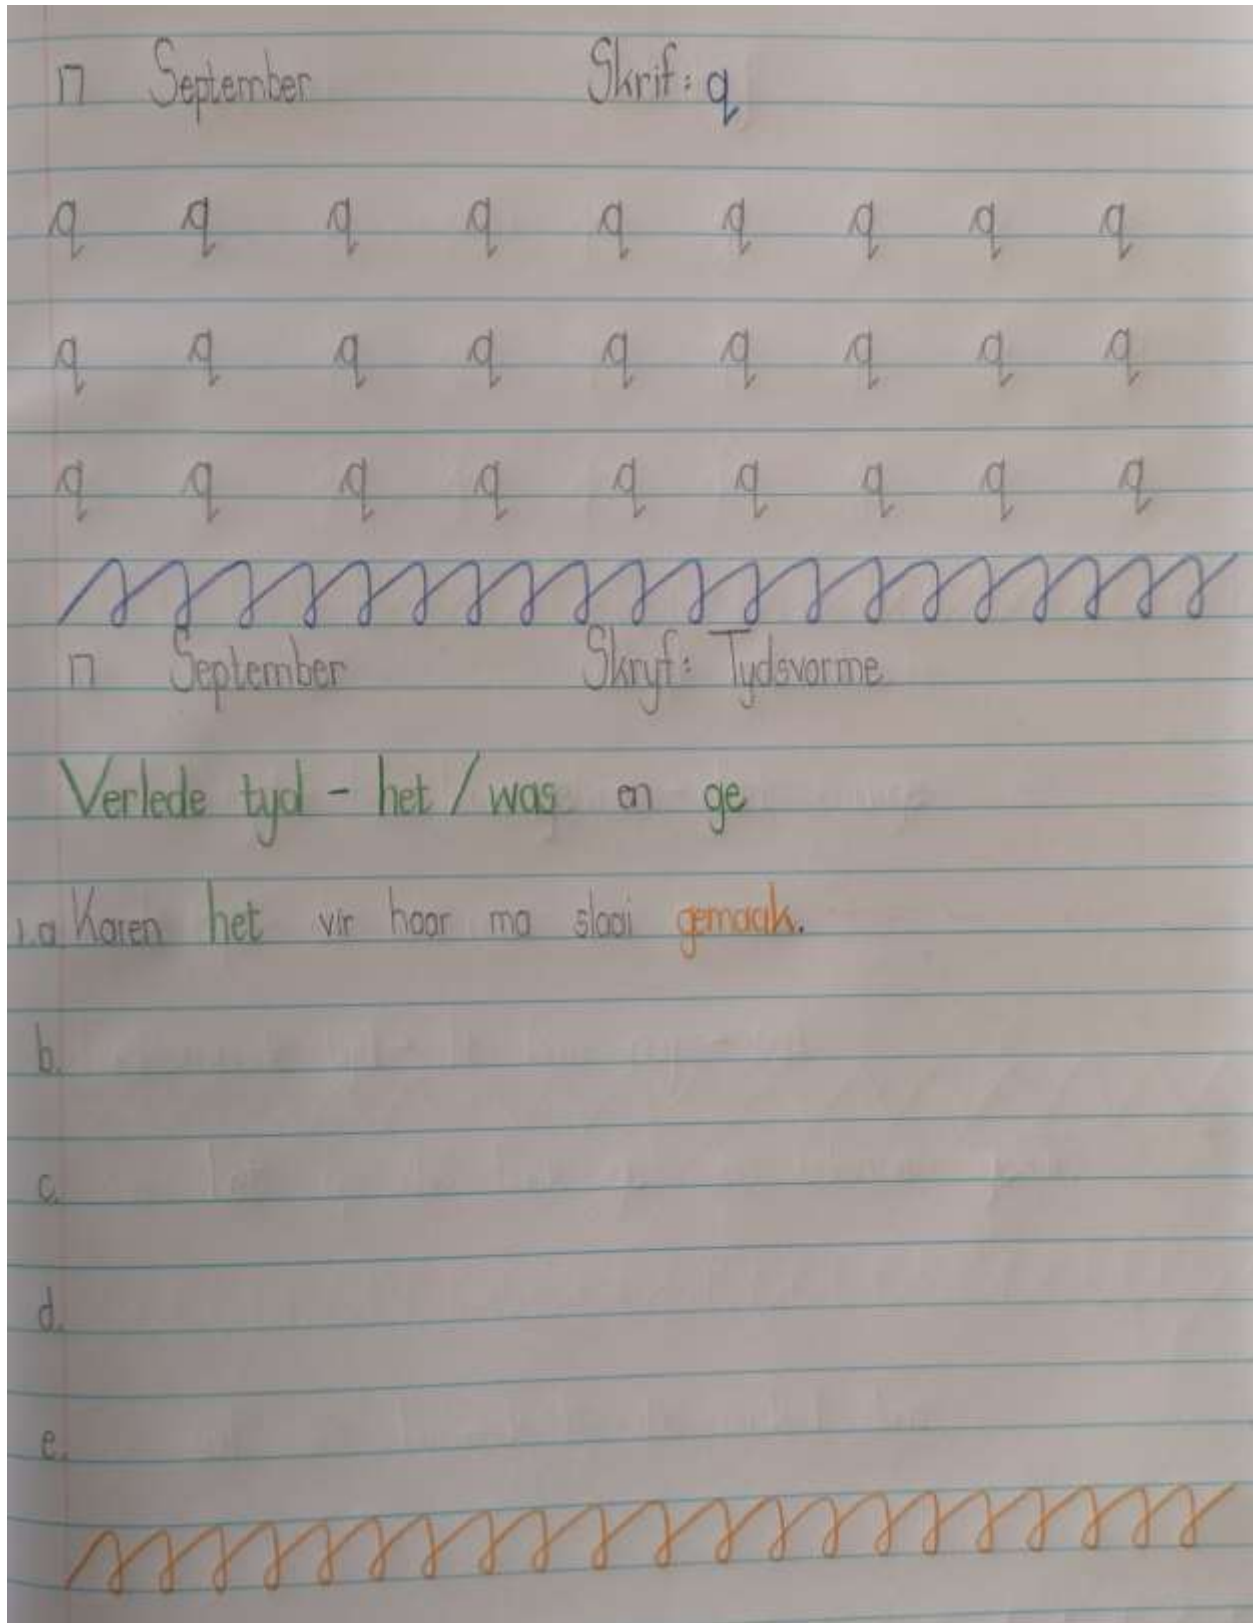 17 September Skrif: q
q q q q q q q q q
q q q q q q q q q
q q q q q q q q q
17 September Skryf: Tydsvorme
Verlede tyd - het / was en ge
1.a Karen het vir haar ma slaai gemaak.
b.
c.
d.
e.